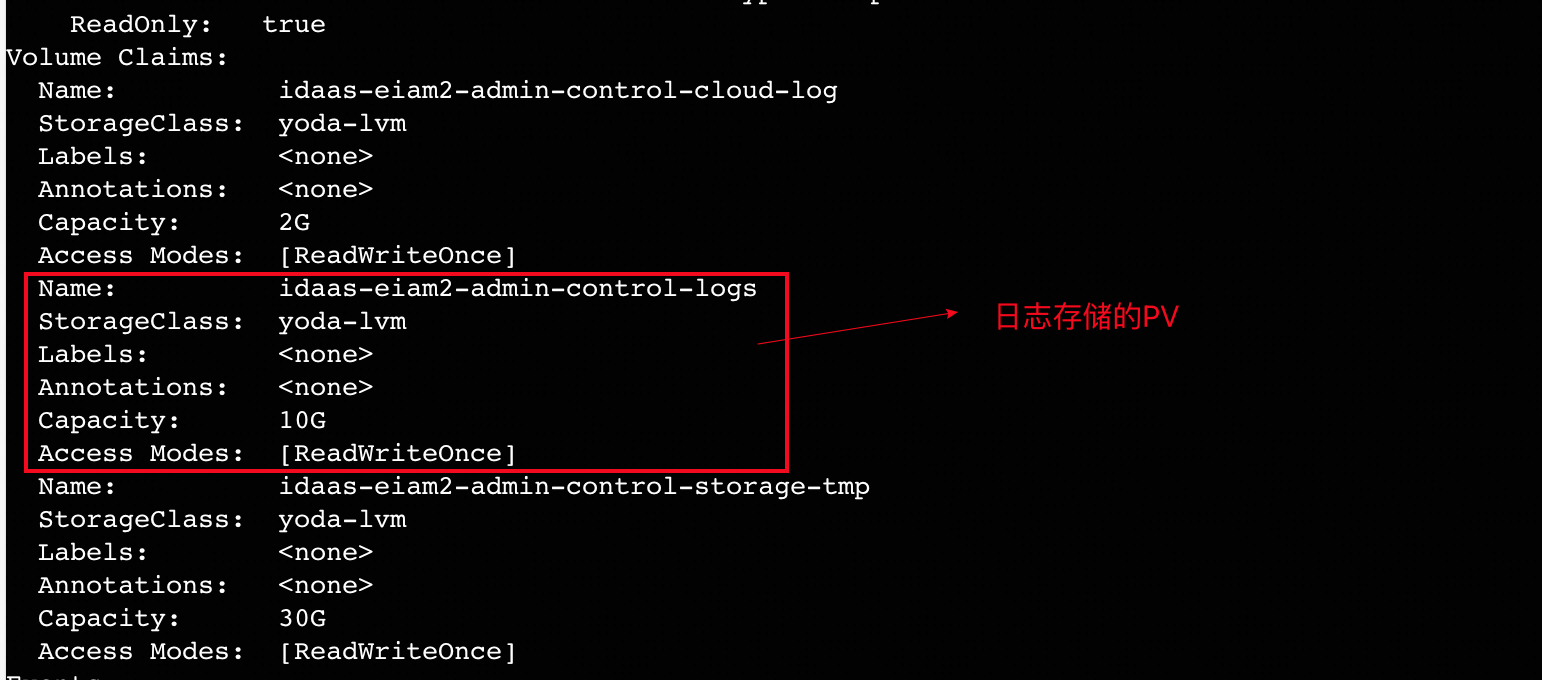 ReadOnly: true
Volume Claims:
Name: idaas-eiam2-admin-control-cloud-log
StorageClass: yoda-lvm
Labels: <none>
Annotations: <none>
Capacity: 2G
Access Modes: [ReadWriteOnce]
Name: idaas-eiam2-admin-control-logs
StorageClass: yoda-lvm
Labels: <none>
Annotations: <none>
Capacity: 10G
Access Modes: [ReadWriteOnce]
日志存储的PV
Name: idaas-eiam2-admin-control-storage-tmp
StorageClass: yoda-lvm
Labels: <none>
Annotations: <none>
Capacity: 30G
Access Modes: [ReadWriteOnce]